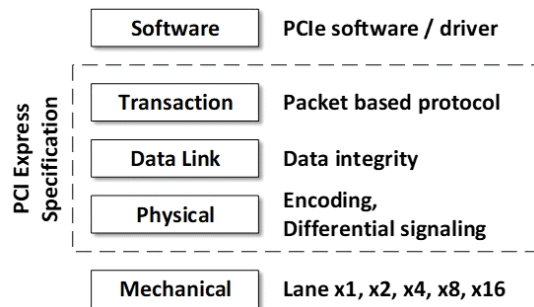 Software PCIe software / driver
PCI Express
Specification
Transaction Packet based protocol
Data Link Data integrity
Physical Encoding,
Differential signaling
Mechanical Lane x1, x2, x4, x8, x16